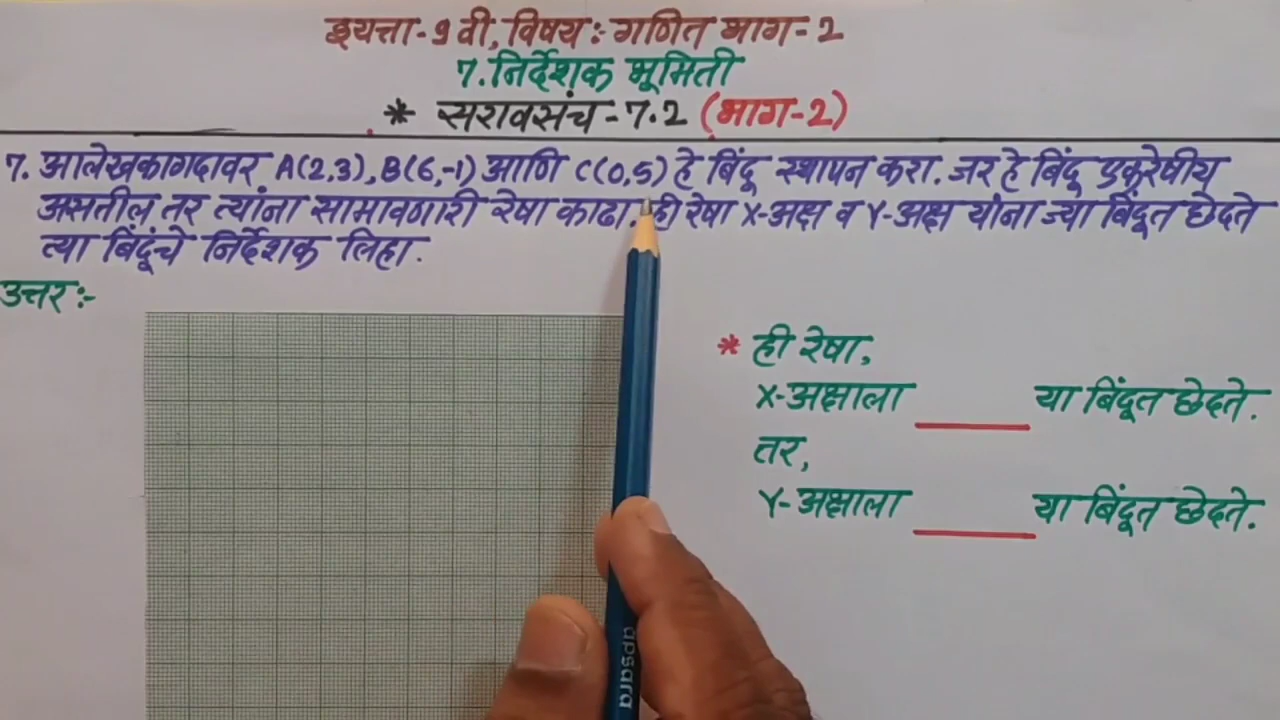 इयत्ता-9 वी, विषय:- गणित भाग-2
7. निर्देशक भूमिती
* सरावसंच-7.2 (भाग-2)
7. आलेखकागदावर A(2,3), B(6,-1) आणि C(0,5) हे बिंदू स्थापन करा. जर हे बिंदू एकरेषीय
असतील तर त्यांना सामावणारी रेषा काढा. ही रेषा X-अक्ष व Y-अक्ष यांना ज्या बिंदूत छेदते
त्या बिंदूंचे निर्देशक लिहा.
उत्तर:-
* ही रेषा,
X-अक्षाला ______ या बिंदूत छेदते.
तर,
Y-अक्षाला ______ या बिंदूत छेदते.
apsara